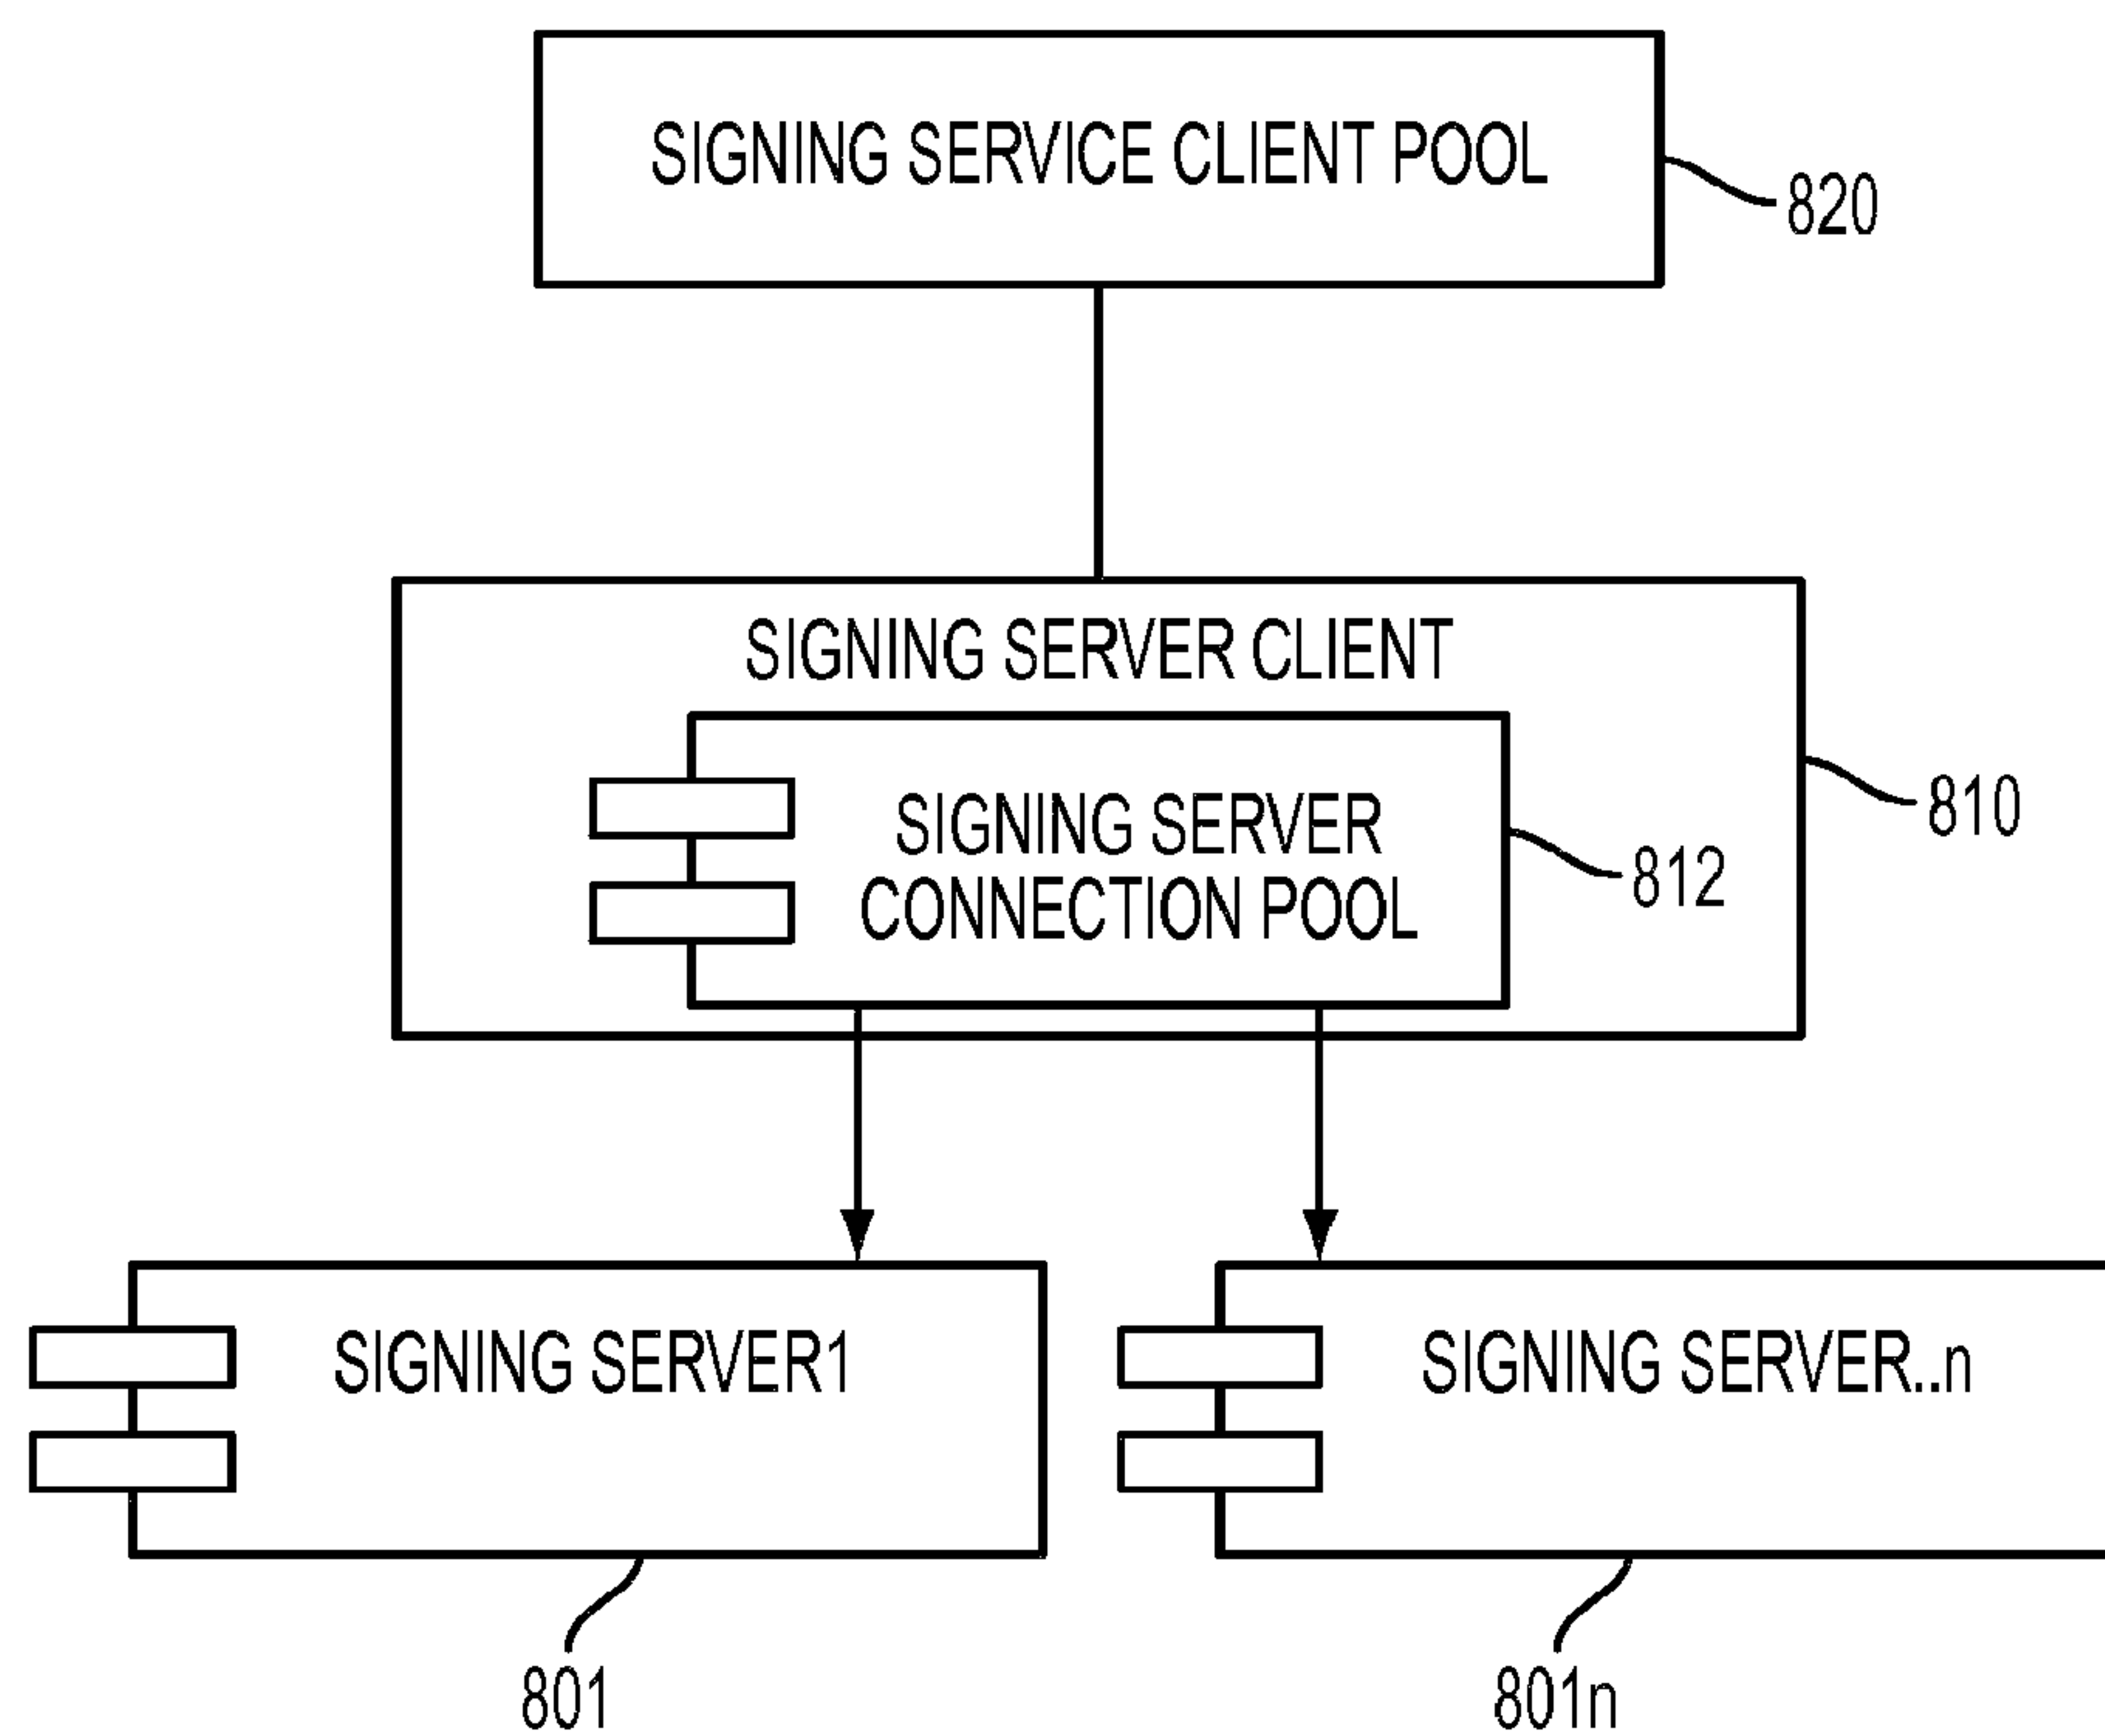 SIGNING SERVICE CLIENT POOL
820
SIGNING SERVER CLIENT
810
SIGNING SERVER
CONNECTION POOL
812
SIGNING SERVER1
SIGNING SERVER..n
801
801n